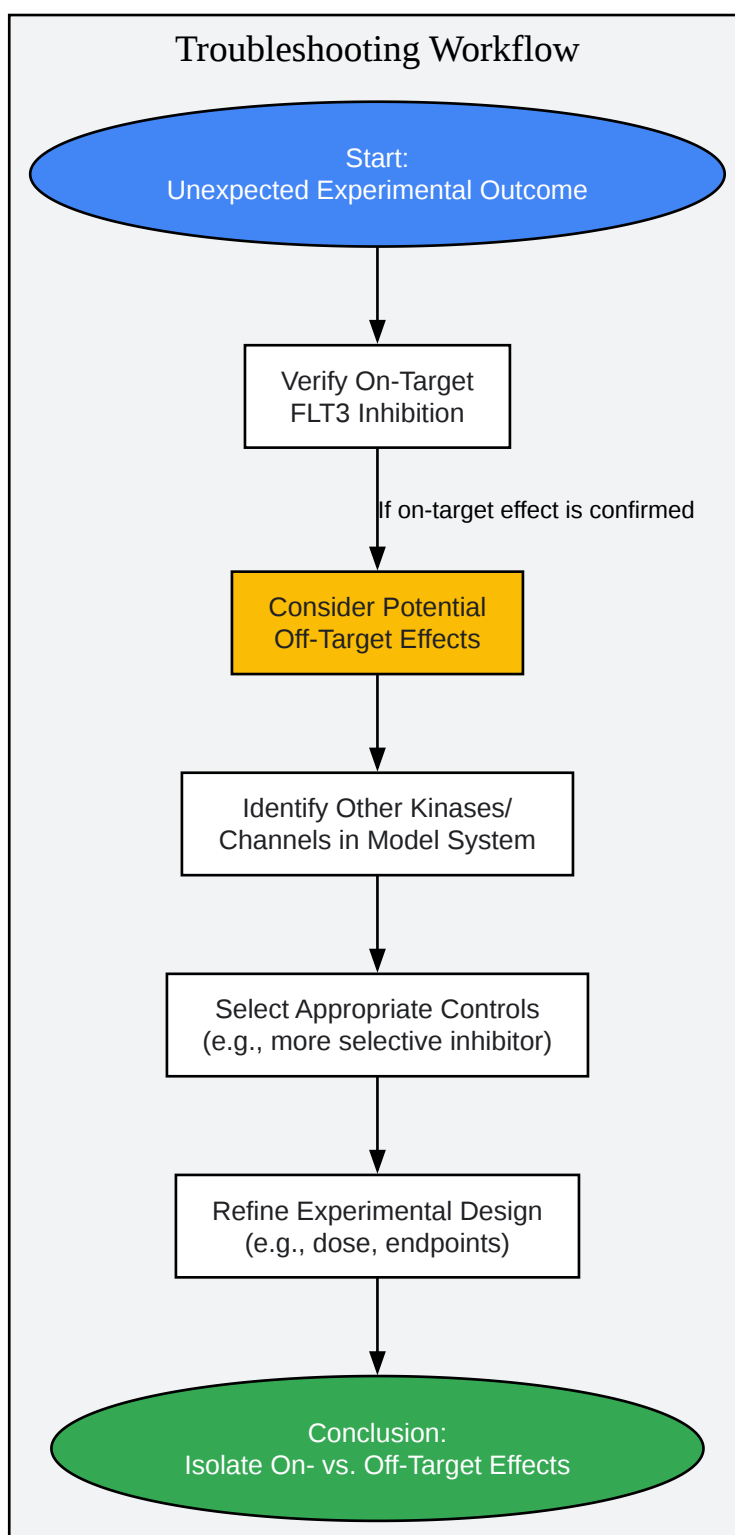 Troubleshooting Workflow
Start:
Unexpected Experimental Outcome
Verify On-Target
FLT3 Inhibition
If on-target effect is confirmed
Consider Potential
Off-Target Effects
Identify Other Kinases/
Channels in Model System
Select Appropriate Controls
(e.g., more selective inhibitor)
Refine Experimental Design
(e.g., dose, endpoints)
Conclusion:
Isolate On- vs. Off-Target Effects